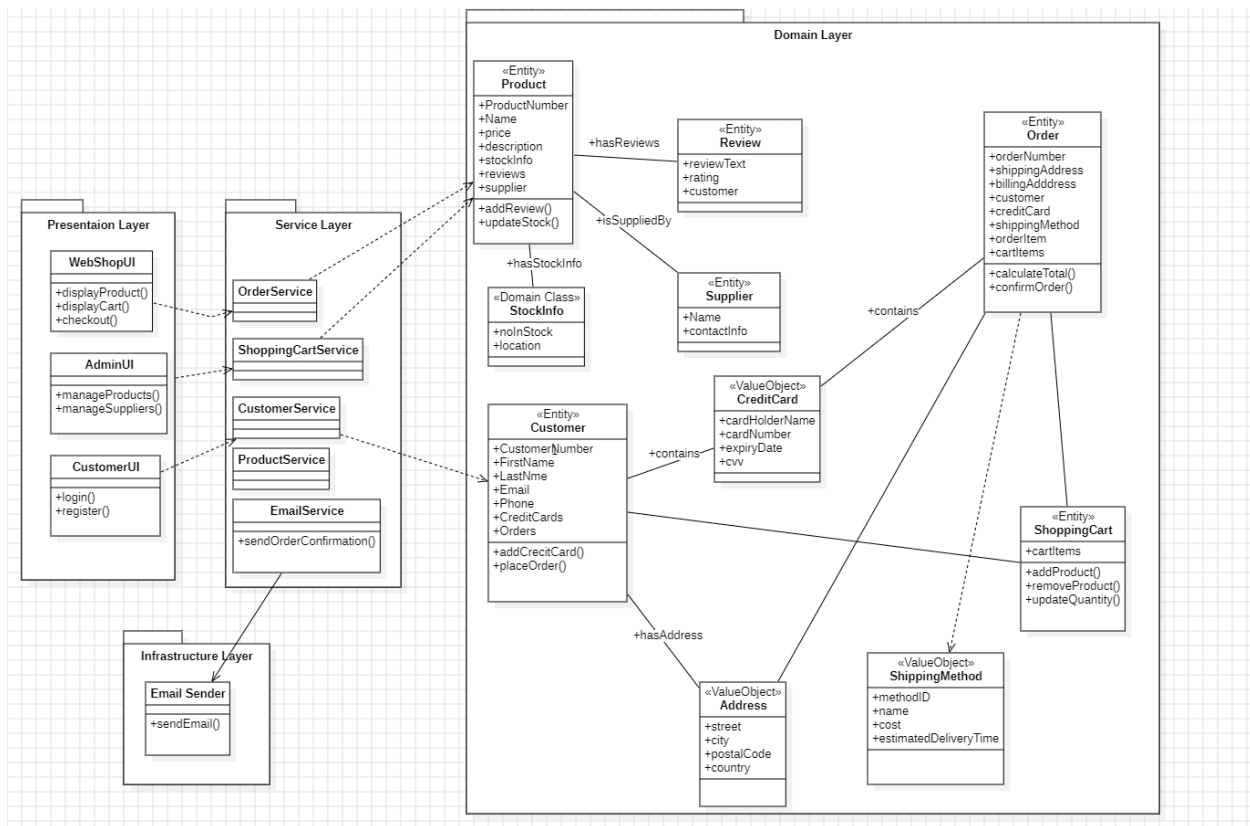 Domain Layer
«Entity»
Product
+ProductNumber
+Name
+price
+description
+stockInfo
+reviews
+supplier
+addReview()
+updateStock()
+hasReviews
«Entity»
Review
+reviewText
+rating
+customer
+isSuppliedBy
«Entity»
Supplier
+Name
+contactInfo
+hasStockInfo
«Domain Class»
StockInfo
+noInStock
+location
«Entity»
Order
+orderNumber
+shippingAddress
+billingAdddress
+customer
+creditCard
+shippingMethod
+orderItem
+cartItems
+calculateTotal()
+confirmOrder()
+contains
«ValueObject»
CreditCard
+cardHolderName
+cardNumber
+expiryDate
+cvv
+contains
«Entity»
Customer
+CustomerNumber
+FirstName
+LastNme
+Email
+Phone
+CreditCards
+Orders
+addCrecitCard()
+placeOrder()
+hasAddress
«Entity»
ShoppingCart
+cartItems
+addProduct()
+removeProduct()
+updateQuantity()
«ValueObject»
Address
+street
+city
+postalCode
+country
«ValueObject»
ShippingMethod
+methodID
+name
+cost
+estimatedDeliveryTime
Presentaion Layer
WebShopUI
+displayProduct()
+displayCart()
+checkout()
AdminUI
+manageProducts()
+manageSuppliers()
CustomerUI
+login()
+register()
Service Layer
OrderService
ShoppingCartService
CustomerService
ProductService
EmailService
+sendOrderConfirmation()
Infrastructure Layer
Email Sender
+sendEmail()